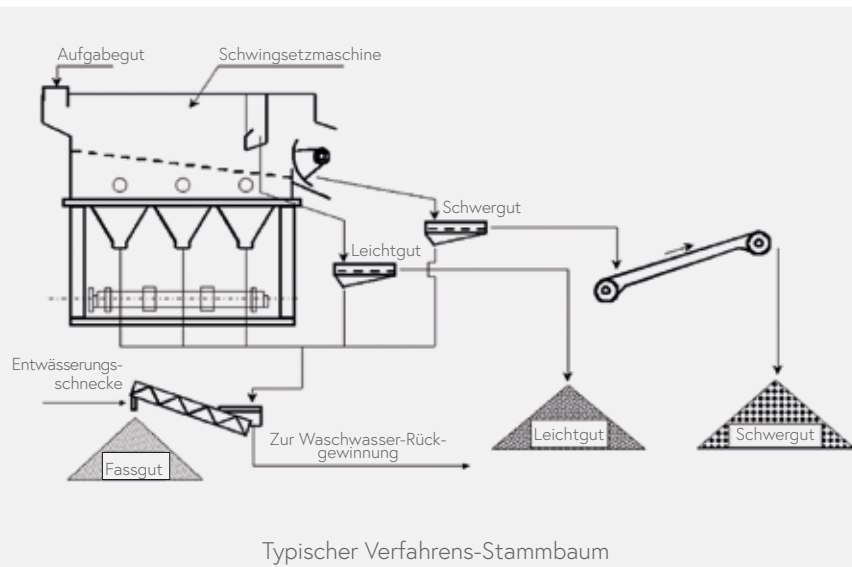 Aufgabegut
Schwingsetzmaschine
Schwergut
Leichtgut
Entwässerungs-
schnecke
Zur Waschwasser-Rück-
gewinnung
Fassgut
Leichtgut
Schwergut
Typischer Verfahrens-Stammbaum